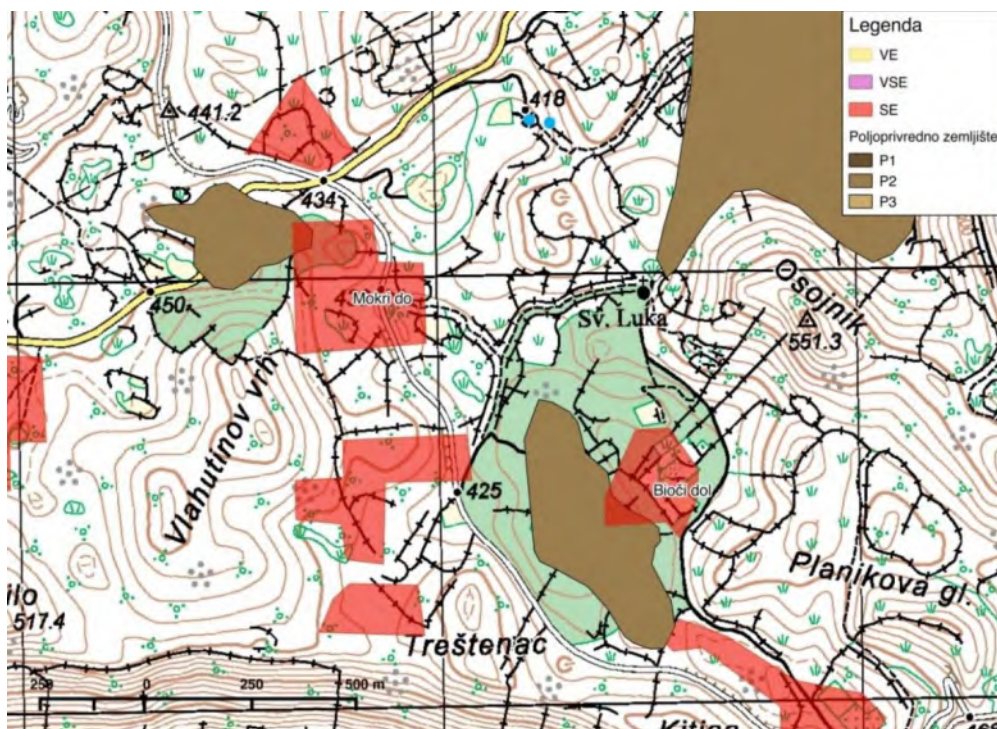 Legenda
VE
VSE
SE
Poljoprivredno zemljište
P1
P2
P3
441.2
418
434
450
Mokri do
Osojnik
551.3
Sv. Luka
Vlahutinov vrh
425
Bioči dol
Planikova gl.
517.4
Treštenac
250 0 250 500 m